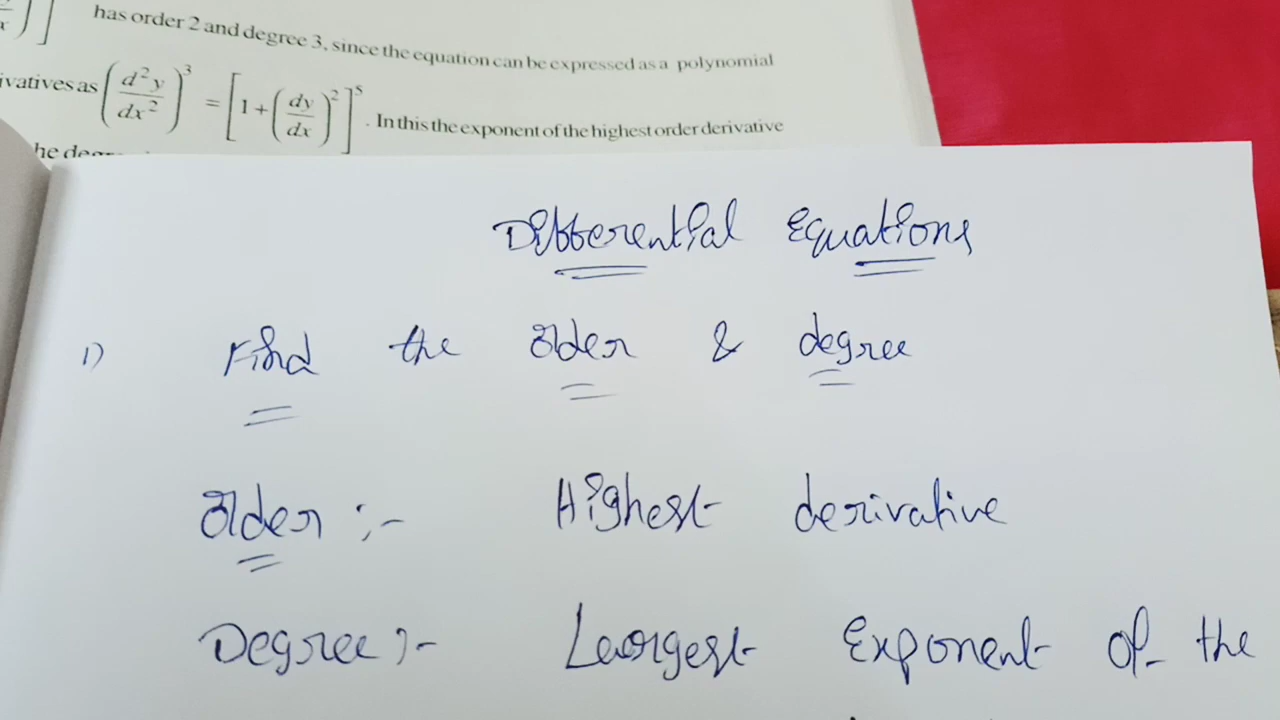 has order 2 and degree 3, since the equation can be expressed as a polynomial
ivatives as (d²y/dx²)³ = [1+(dy/dx)²]⁵. In this the exponent of the highest order derivative
he
Differential Equations
1) Find the order & degree
order :- Highest derivative
Degree :- Largest Exponent of the